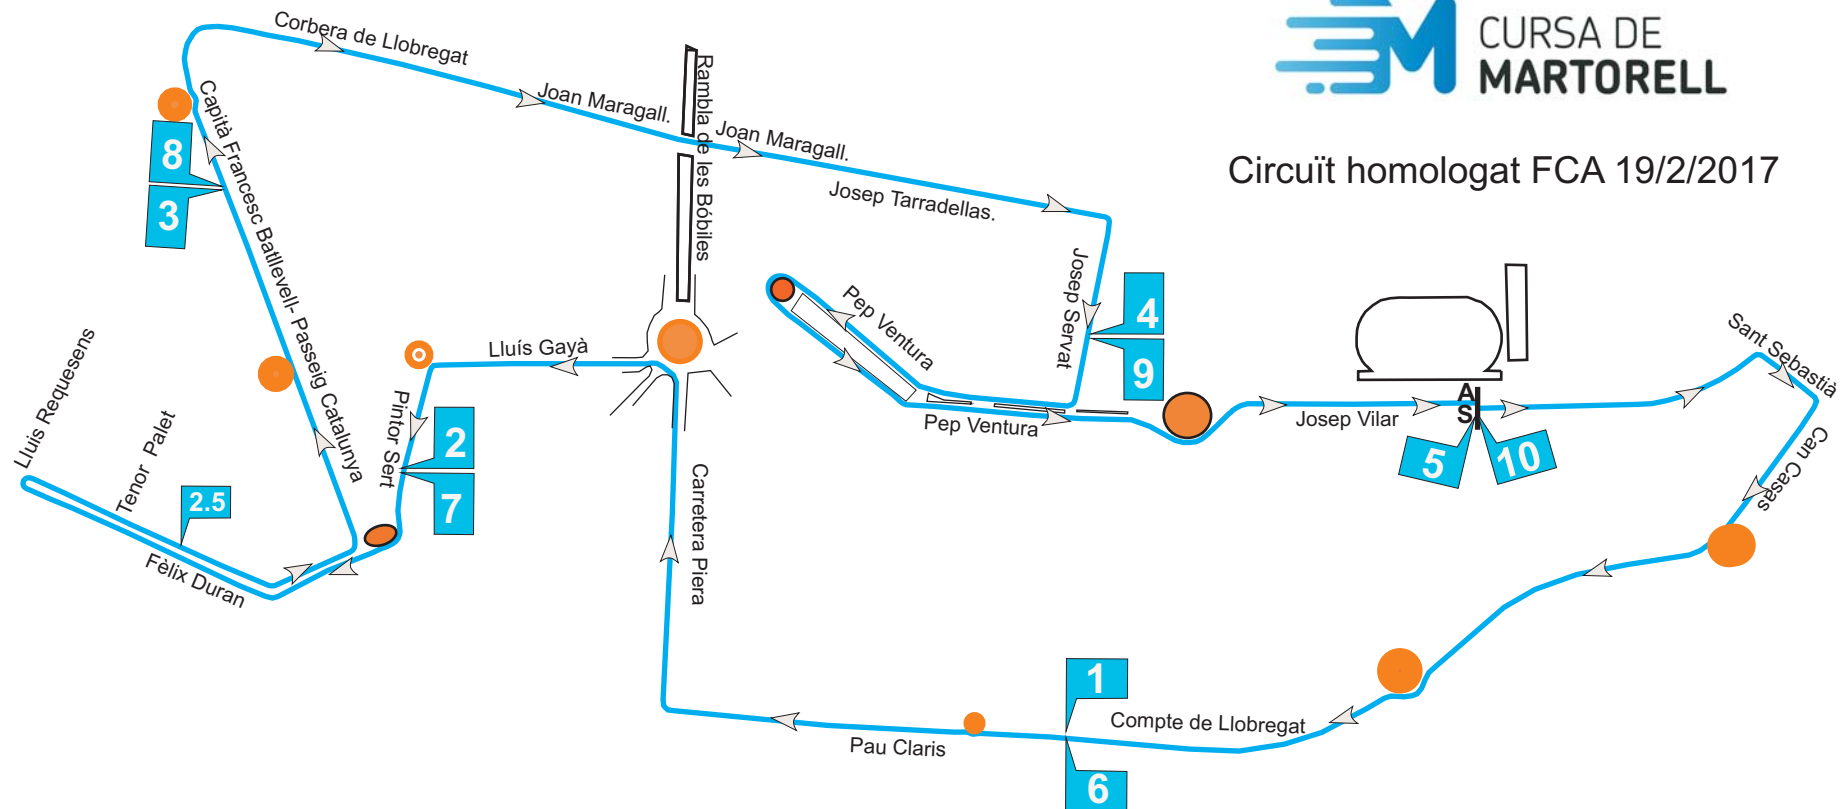 CURSA DE
MARTORELL
Circuït homologat FCA 19/2/2017
Corbera de Llobregat
Joan Maragall.
Rambla de les Bóbiles
Joan Maragall.
Josep Tarradellas.
Capità Francesc Batllevell- Passeig Catalunya
8
3
Josep Servat
4
9
Pep Ventura
Pep Ventura
Lluís Gayà
Pintor Sert
2
7
Lluis Requesens
Tenor Palet
2.5
Fèlix Duran
Carretera Piera
Josep Vilar
A
S
5
10
Sant Sebastià
Can Casas
1
Compte de Llobregat
Pau Claris
6